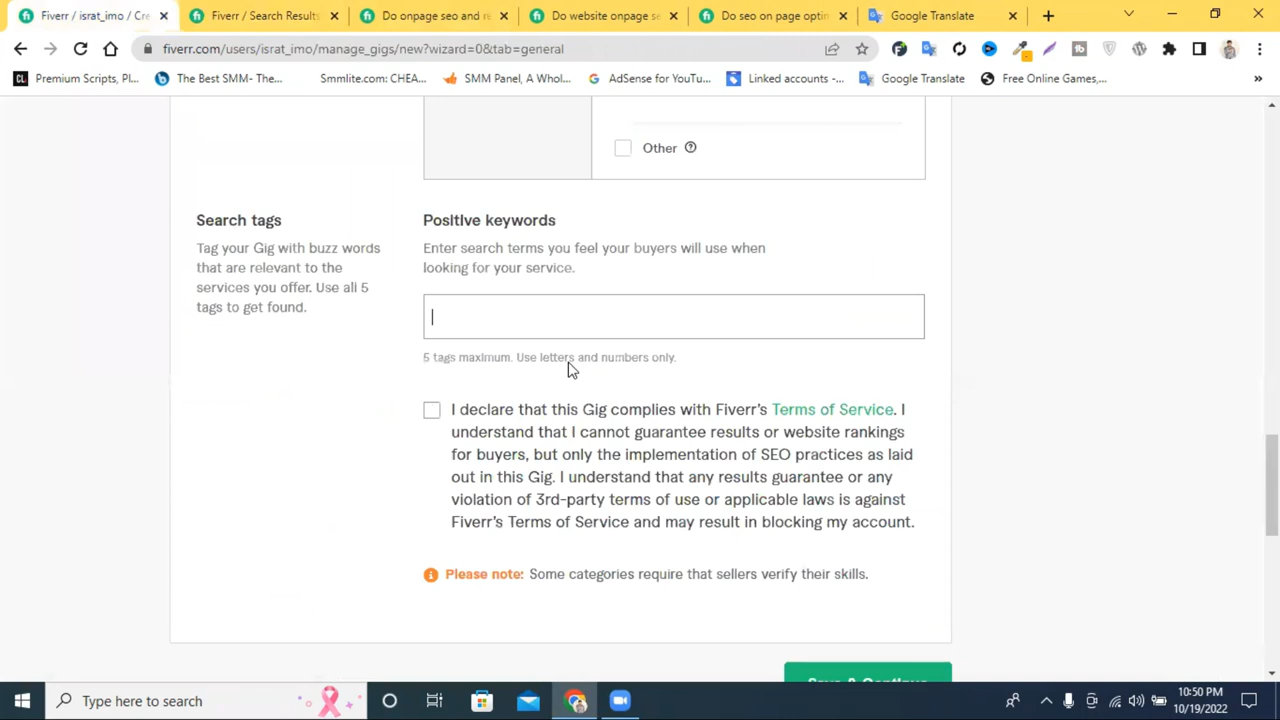 Fiverr / israt_imo / Cre
Fiverr / Search Results
Do onpage seo and re
Do website onpage se
Do seo on page optim
Google Translate
fiverr.com/users/israt_imo/manage_gigs/new?wizard=0&tab=general
Premium Scripts, Pl...
The Best SMM- The...
Smmlite.com: CHEA...
SMM Panel, A Whol...
AdSense for YouTu...
Linked accounts -...
Google Translate
Free Online Games,...
Other
Search tags
Tag your Gig with buzz words
that are relevant to the
services you offer. Use all 5
tags to get found.
Positive keywords
Enter search terms you feel your buyers will use when
looking for your service.
5 tags maximum. Use letters and numbers only.
I declare that this Gig complies with Fiverr's Terms of Service. I
understand that I cannot guarantee results or website rankings
for buyers, but only the implementation of SEO practices as laid
out in this Gig. I understand that any results guarantee or any
violation of 3rd-party terms of use or applicable laws is against
Fiverr's Terms of Service and may result in blocking my account.
Please note: Some categories require that sellers verify their skills.
Save & Continue
Type here to search
10:50 PM
10/19/2022